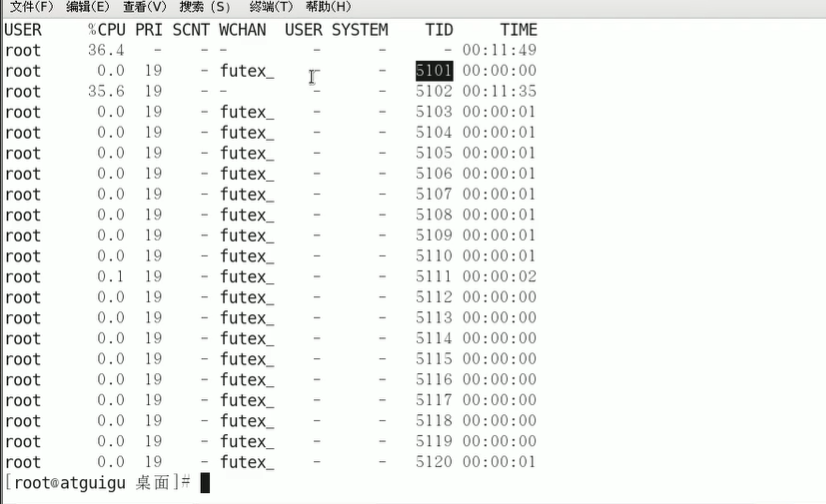 文件(F) 编辑(E) 查看(V) 搜索 (S) 终端(T) 帮助(H)
USER %CPU PRI SCNT WCHAN USER SYSTEM TID TIME
root 36.4 - - - - - - 00:11:49
root 0.0 19 - futex_ - - 5101 00:00:00
root 35.6 19 - - - - 5102 00:11:35
root 0.0 19 - futex_ - - 5103 00:00:01
root 0.0 19 - futex_ - - 5104 00:00:01
root 0.0 19 - futex_ - - 5105 00:00:01
root 0.0 19 - futex_ - - 5106 00:00:01
root 0.0 19 - futex_ - - 5107 00:00:01
root 0.0 19 - futex_ - - 5108 00:00:01
root 0.0 19 - futex_ - - 5109 00:00:01
root 0.0 19 - futex_ - - 5110 00:00:01
root 0.1 19 - futex_ - - 5111 00:00:02
root 0.0 19 - futex_ - - 5112 00:00:00
root 0.0 19 - futex_ - - 5113 00:00:00
root 0.0 19 - futex_ - - 5114 00:00:00
root 0.0 19 - futex_ - - 5115 00:00:00
root 0.0 19 - futex_ - - 5116 00:00:00
root 0.0 19 - futex_ - - 5117 00:00:00
root 0.0 19 - futex_ - - 5118 00:00:00
root 0.0 19 - futex_ - - 5119 00:00:00
root 0.0 19 - futex_ - - 5120 00:00:01
[root@atguigu 桌面]#